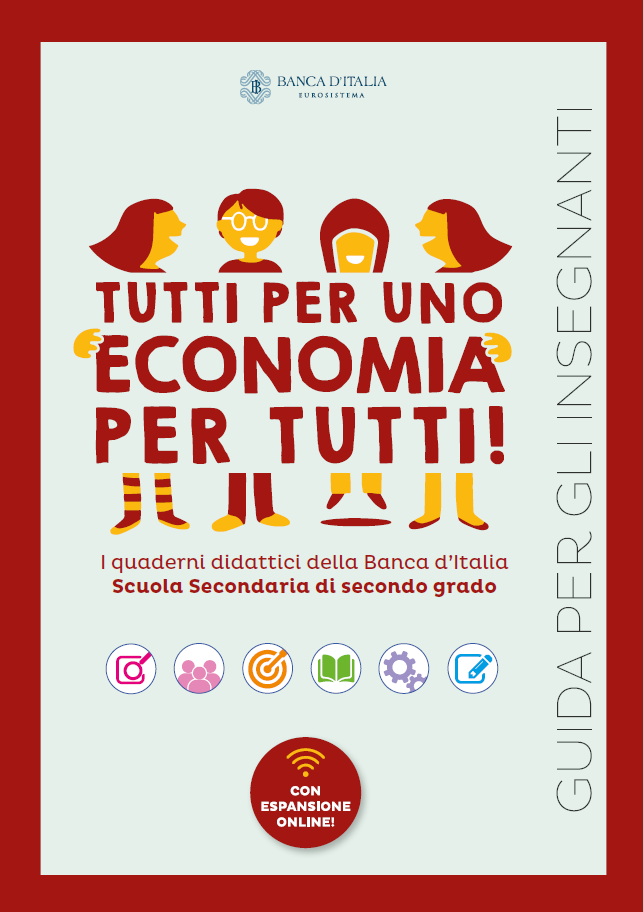 BANCA D'ITALIA
EUROSISTEMA
TUTTI PER UNO
ECONOMIA
PER TUTTI!
I quaderni didattici della Banca d'Italia
Scuola Secondaria di secondo grado
CON
ESPANSIONE
ONLINE!
GUIDA PER GLI INSEGNANTI